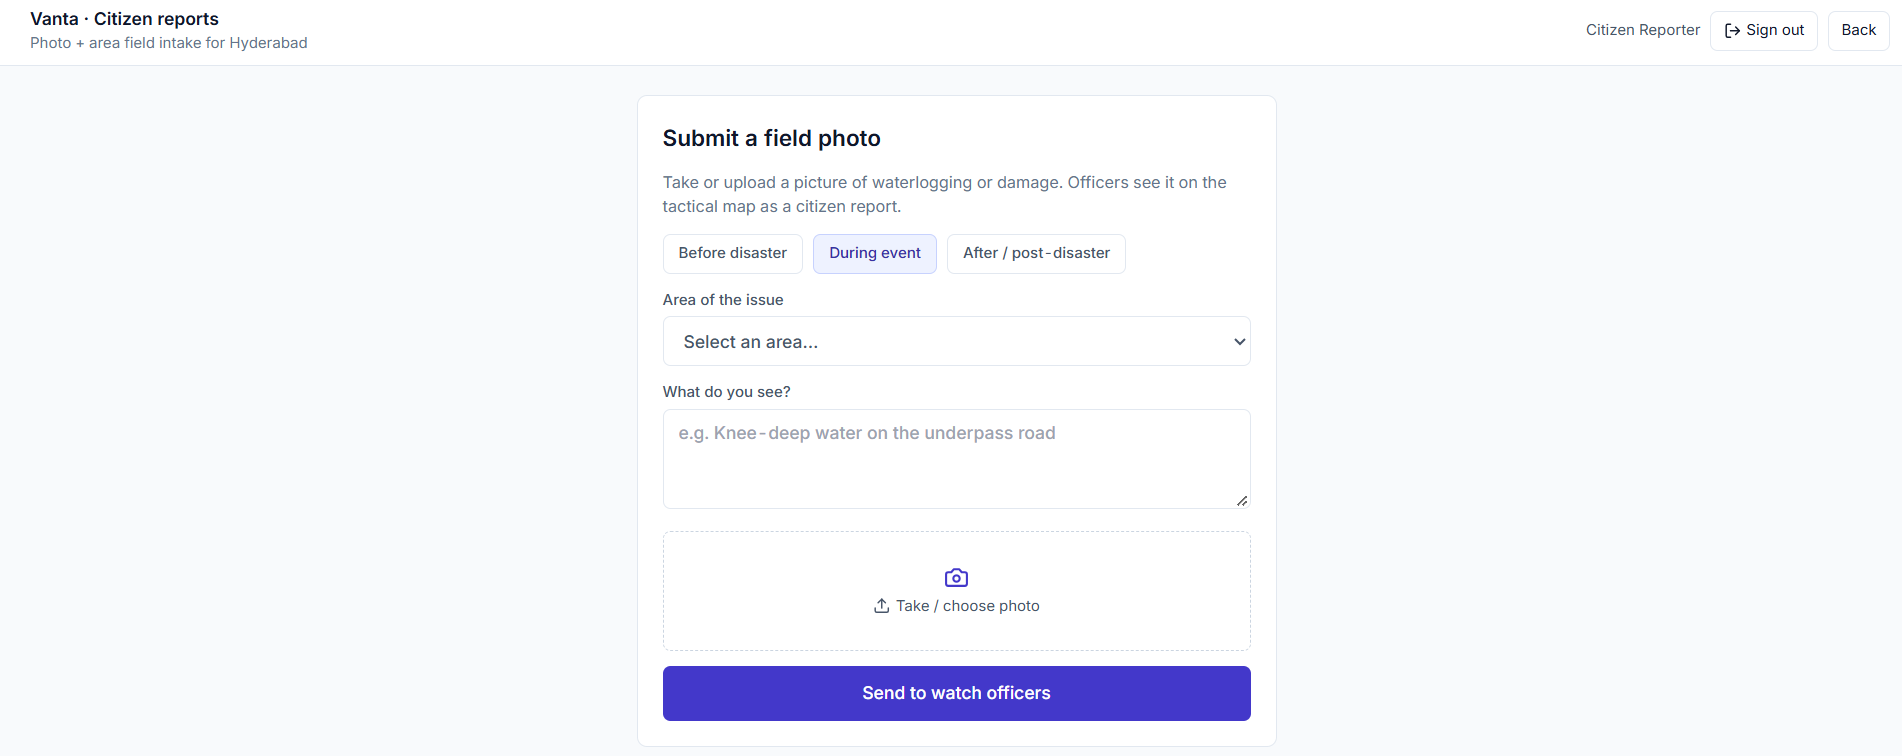 Vanta · Citizen reports
Photo + area field intake for Hyderabad
Citizen Reporter
Sign out
Back
Submit a field photo
Take or upload a picture of waterlogging or damage. Officers see it on the
tactical map as a citizen report.
Before disaster
During event
After / post-disaster
Area of the issue
Select an area...
What do you see?
e.g. Knee-deep water on the underpass road
Take / choose photo
Send to watch officers